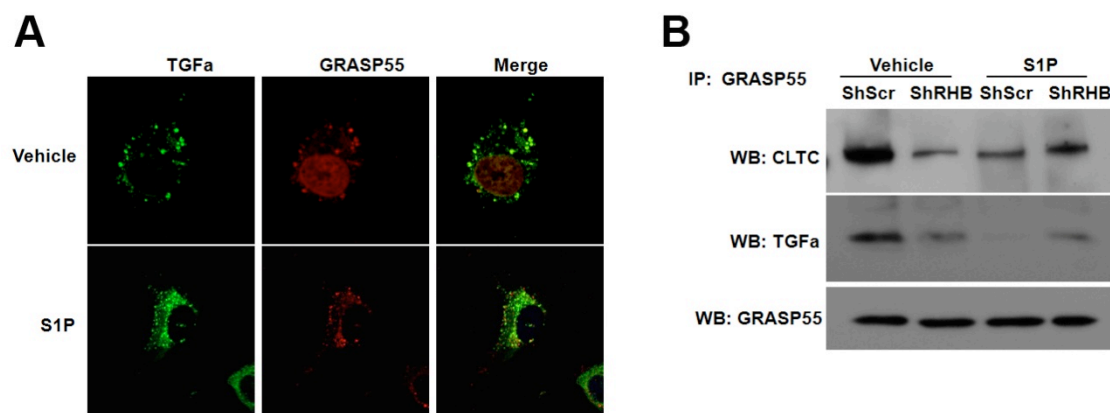 A
TGFa GRASP55 Merge
Vehicle
S1P
B
IP: GRASP55
Vehicle S1P
ShScr ShRHB ShScr ShRHB
WB: CLTC
WB: TGFa
WB: GRASP55